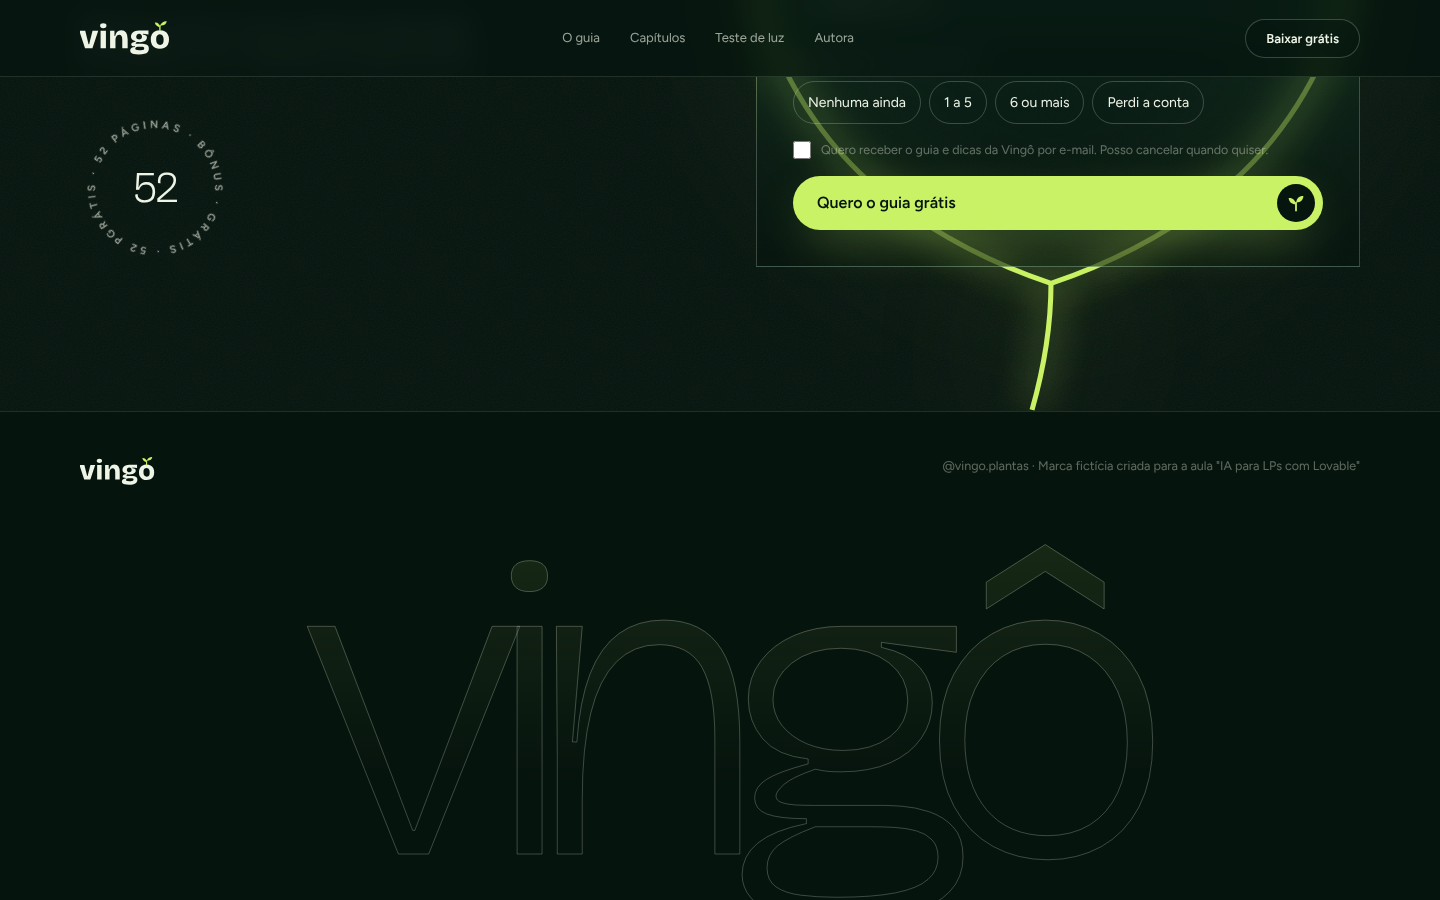 vingô
O guia
Capítulos
Teste de luz
Autora
Baixar grátis
Nenhuma ainda
1 a 5
6 ou mais
Perdi a conta
52 PÁGINAS · BÔNUS · GRÁTIS · 52 PGRÁTIS ·
52
Quero receber o guia e dicas da Vingô por e-mail. Posso cancelar quando quiser.
Quero o guia grátis
vingô
@vingo.plantas · Marca fictícia criada para a aula "IA para LPs com Lovable"
vingô